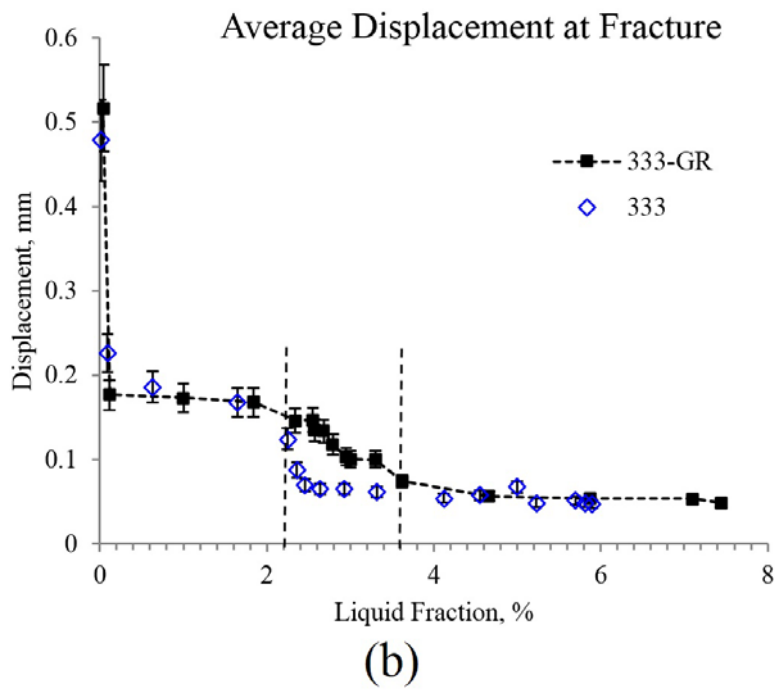 Average Displacement at Fracture
0.6
0.5
0.4
0.3
0.2
0.1
0
Displacement, mm
333-GR
333
0 2 4 6 8
Liquid Fraction, %
(b)